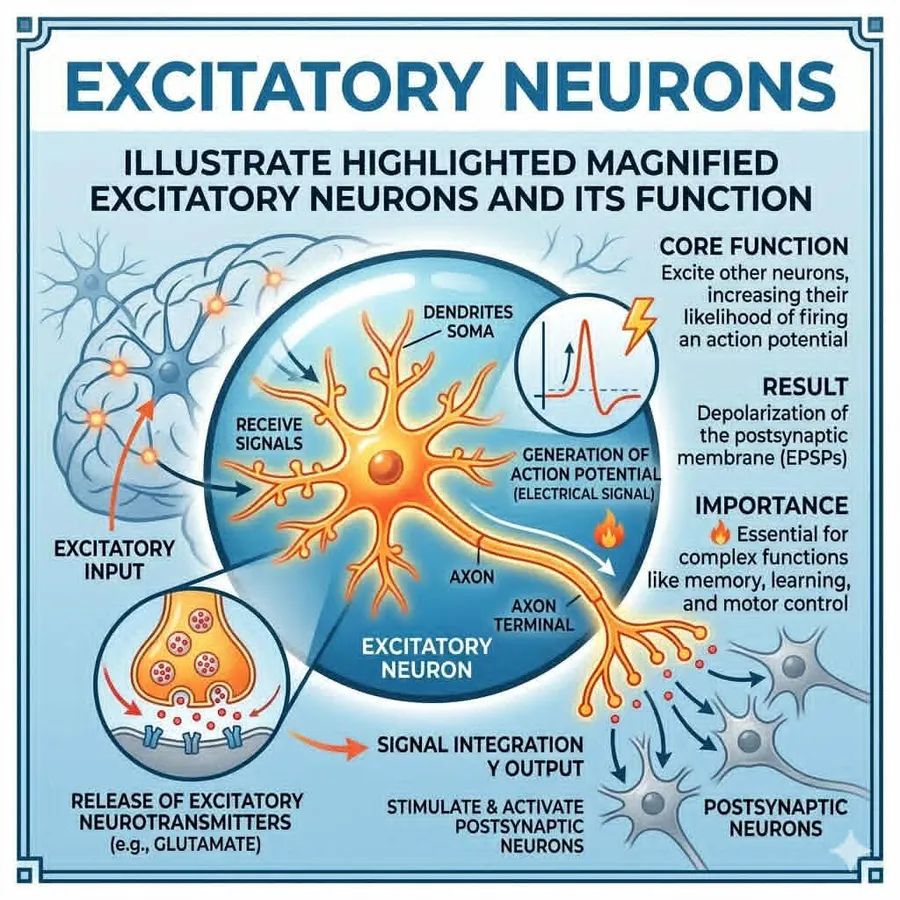 EXCITATORY NEURONS
ILLUSTRATE HIGHLIGHTED MAGNIFIED
EXCITATORY NEURONS AND ITS FUNCTION
CORE FUNCTION
Excite other neurons,
increasing their
likelihood of firing
an action potential
RESULT
Depolarization of
the postsynaptic
membrane (EPSPs)
IMPORTANCE
Essential for
complex functions
like memory, learning,
and motor control
DENDRITES
SOMA
RECEIVE
SIGNALS
GENERATION OF
ACTION POTENTIAL
(ELECTRICAL SIGNAL)
EXCITATORY
INPUT
AXON
AXON
TERMINAL
EXCITATORY
NEURON
SIGNAL INTEGRATION
Y OUTPUT
RELEASE OF EXCITATORY
NEUROTRANSMITTERS
(e.g., GLUTAMATE)
STIMULATE & ACTIVATE
POSTSYNAPTIC
NEURONS
POSTSYNAPTIC
NEURONS